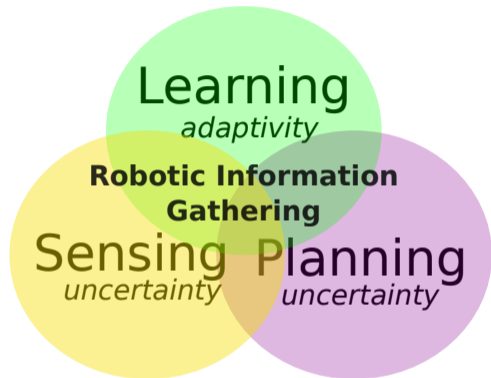 Learning
adaptivity
Robotic Information
Gathering
Sensing
uncertainty
Planning
uncertainty